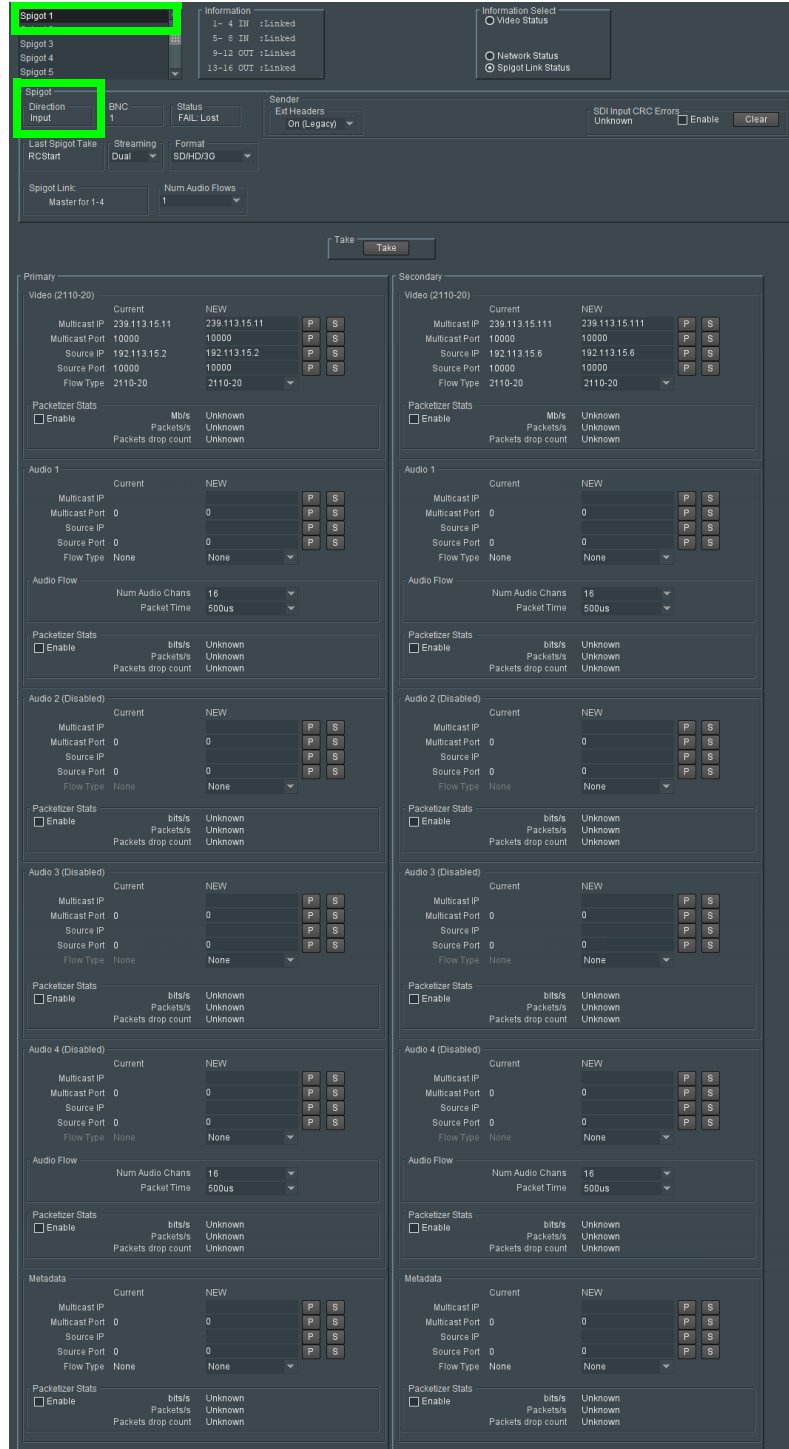 Spigot 1
Spigot 3
Spigot 4
Spigot 5
Information
1- 4 IN :Linked
5- 8 IN :Linked
9-12 OUT :Linked
13-16 OUT :Linked
Information Select
Video Status
Network Status
Spigot Link Status
Spigot
Direction
Input
BNC
1
Status
FAIL: Lost
Sender
Ext Headers
On (Legacy)
SDI Input CRC Errors
Unknown
Enable
Clear
Last Spigot Take
RCStart
Streaming
Dual
Format
SD/HD/3G
Spigot Link:
Master for 1-4
Num Audio Flows
1
Take
Take
Primary
Video (2110-20)
Current NEW
Multicast IP 239.113.15.11 239.113.15.11 P S
Multicast Port 10000 10000 P S
Source IP 192.113.15.2 192.113.15.2 P S
Source Port 10000 10000 P S
Flow Type 2110-20 2110-20
Packetizer Stats
Enable
Mb/s Unknown
Packets/s Unknown
Packets drop count Unknown
Audio 1
Current NEW
Multicast IP P S
Multicast Port 0 0 P S
Source IP P S
Source Port 0 0 P S
Flow Type None None
Audio Flow
Num Audio Chans 16
Packet Time 500us
Packetizer Stats
Enable
bits/s Unknown
Packets/s Unknown
Packets drop count Unknown
Audio 2 (Disabled)
Current NEW
Multicast IP P S
Multicast Port 0 0 P S
Source IP P S
Source Port 0 0 P S
Flow Type None None
Packetizer Stats
Enable
bits/s Unknown
Packets/s Unknown
Packets drop count Unknown
Audio 3 (Disabled)
Current NEW
Multicast IP P S
Multicast Port 0 0 P S
Source IP P S
Source Port 0 0 P S
Flow Type None None
Packetizer Stats
Enable
bits/s Unknown
Packets/s Unknown
Packets drop count Unknown
Audio 4 (Disabled)
Current NEW
Multicast IP P S
Multicast Port 0 0 P S
Source IP P S
Source Port 0 0 P S
Flow Type None None
Audio Flow
Num Audio Chans 16
Packet Time 500us
Packetizer Stats
Enable
bits/s Unknown
Packets/s Unknown
Packets drop count Unknown
Metadata
Current NEW
Multicast IP P S
Multicast Port 0 0 P S
Source IP P S
Source Port 0 0 P S
Flow Type None None
Packetizer Stats
Enable
bits/s Unknown
Packets/s Unknown
Packets drop count Unknown
Secondary
Video (2110-20)
Current NEW
Multicast IP 239.113.15.111 239.113.15.111 P S
Multicast Port 10000 10000 P S
Source IP 192.113.15.6 192.113.15.6 P S
Source Port 10000 10000 P S
Flow Type 2110-20 2110-20
Packetizer Stats
Enable
Mb/s Unknown
Packets/s Unknown
Packets drop count Unknown
Audio 1
Current NEW
Multicast IP P S
Multicast Port 0 0 P S
Source IP P S
Source Port 0 0 P S
Flow Type None None
Audio Flow
Num Audio Chans 16
Packet Time 500us
Packetizer Stats
Enable
bits/s Unknown
Packets/s Unknown
Packets drop count Unknown
Audio 2 (Disabled)
Current NEW
Multicast IP P S
Multicast Port 0 0 P S
Source IP P S
Source Port 0 0 P S
Flow Type None None
Packetizer Stats
Enable
bits/s Unknown
Packets/s Unknown
Packets drop count Unknown
Audio 3 (Disabled)
Current NEW
Multicast IP P S
Multicast Port 0 0 P S
Source IP P S
Source Port 0 0 P S
Flow Type None None
Packetizer Stats
Enable
bits/s Unknown
Packets/s Unknown
Packets drop count Unknown
Audio 4 (Disabled)
Current NEW
Multicast IP P S
Multicast Port 0 0 P S
Source IP P S
Source Port 0 0 P S
Flow Type None None
Audio Flow
Num Audio Chans 16
Packet Time 500us
Packetizer Stats
Enable
bits/s Unknown
Packets/s Unknown
Packets drop count Unknown
Metadata
Current NEW
Multicast IP P S
Multicast Port 0 0 P S
Source IP P S
Source Port 0 0 P S
Flow Type None None
Packetizer Stats
Enable
bits/s Unknown
Packets/s Unknown
Packets drop count Unknown